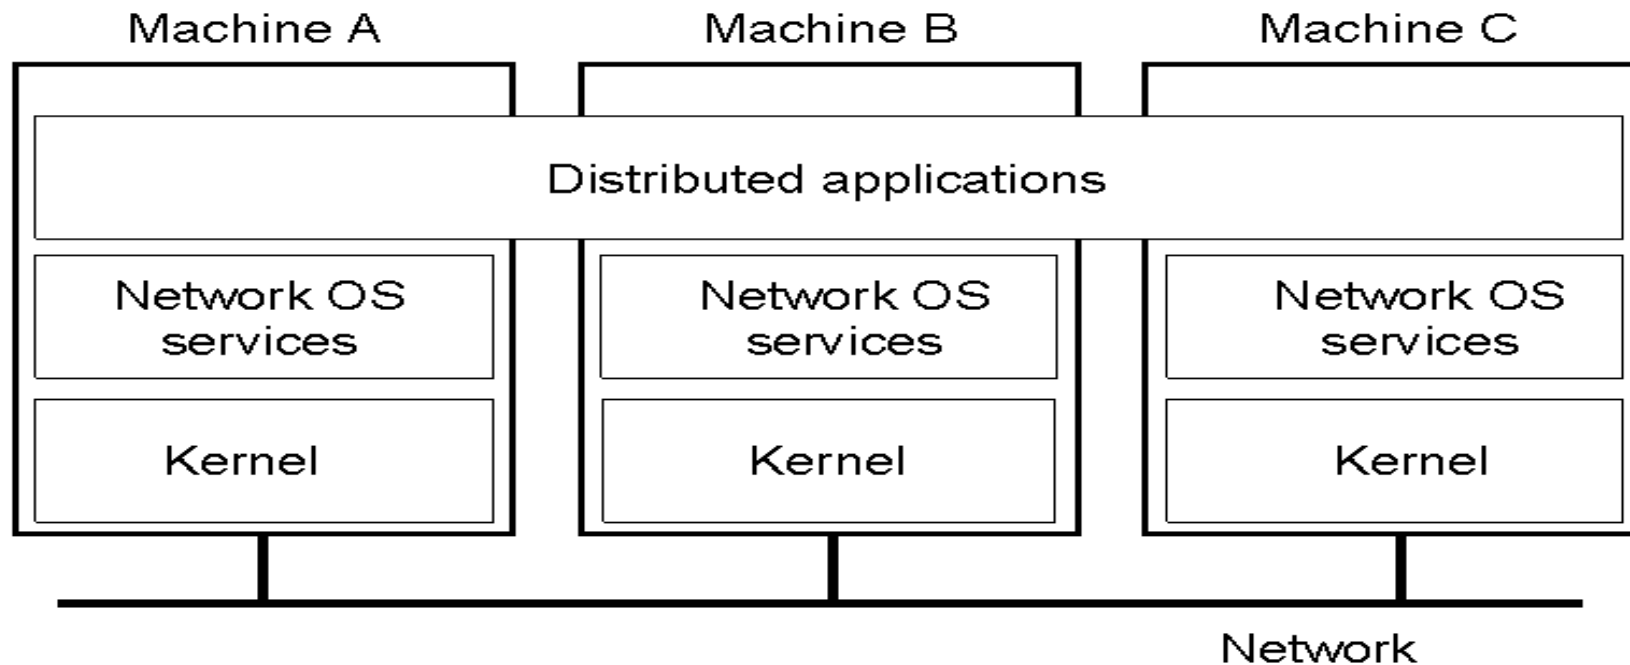 Machine A
Machine B
Machine C
Distributed applications
Network OS
services
Network OS
services
Network OS
services
Kernel
Kernel
Kernel
Network